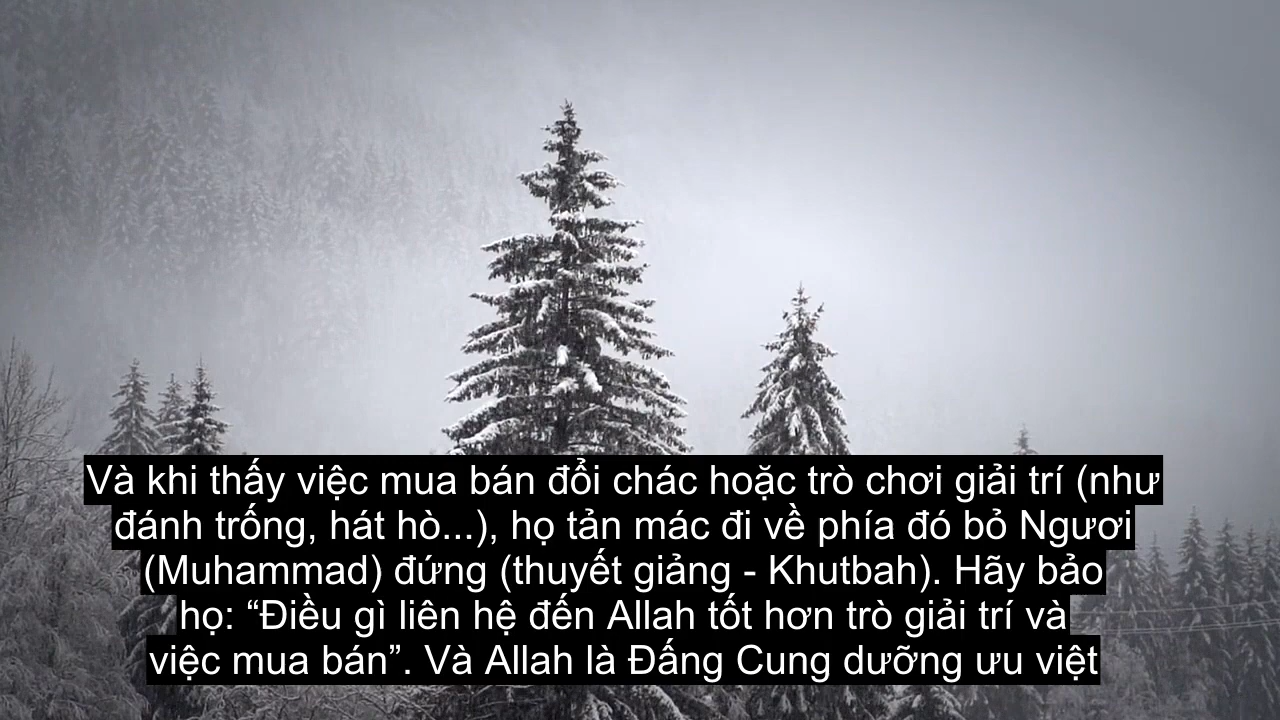 Và khi thấy việc mua bán đổi chác hoặc trò chơi giải trí (như
đánh trống, hát hò...), họ tản mác đi về phía đó bỏ Ngươi
(Muhammad) đứng (thuyết giảng - Khutbah). Hãy bảo
họ: “Điều gì liên hệ đến Allah tốt hơn trò giải trí và
việc mua bán”. Và Allah là Đấng Cung dưỡng ưu việt